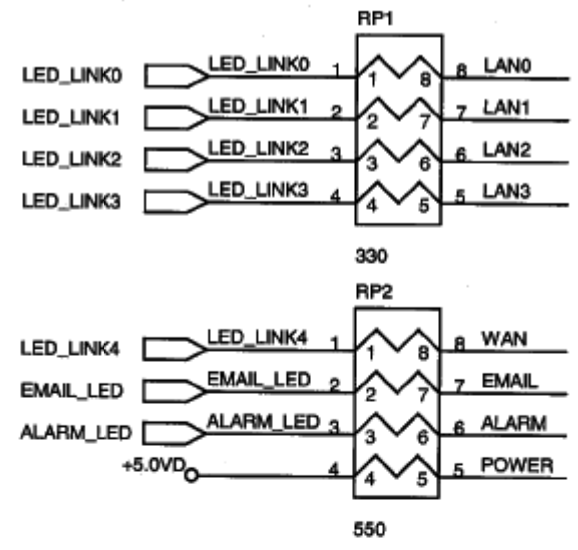 RP1
LED_LINK0 LED_LINK0 1 1 8 8 LAN0
LED_LINK1 LED_LINK1 2 2 7 7 LAN1
LED_LINK2 LED_LINK2 3 3 6 6 LAN2
LED_LINK3 LED_LINK3 4 4 5 5 LAN3
330
RP2
LED_LINK4 LED_LINK4 1 1 8 8 WAN
EMAIL_LED EMAIL_LED 2 2 7 7 EMAIL
ALARM_LED ALARM_LED 3 3 6 6 ALARM
+5.0VD 4 4 5 5 POWER
550